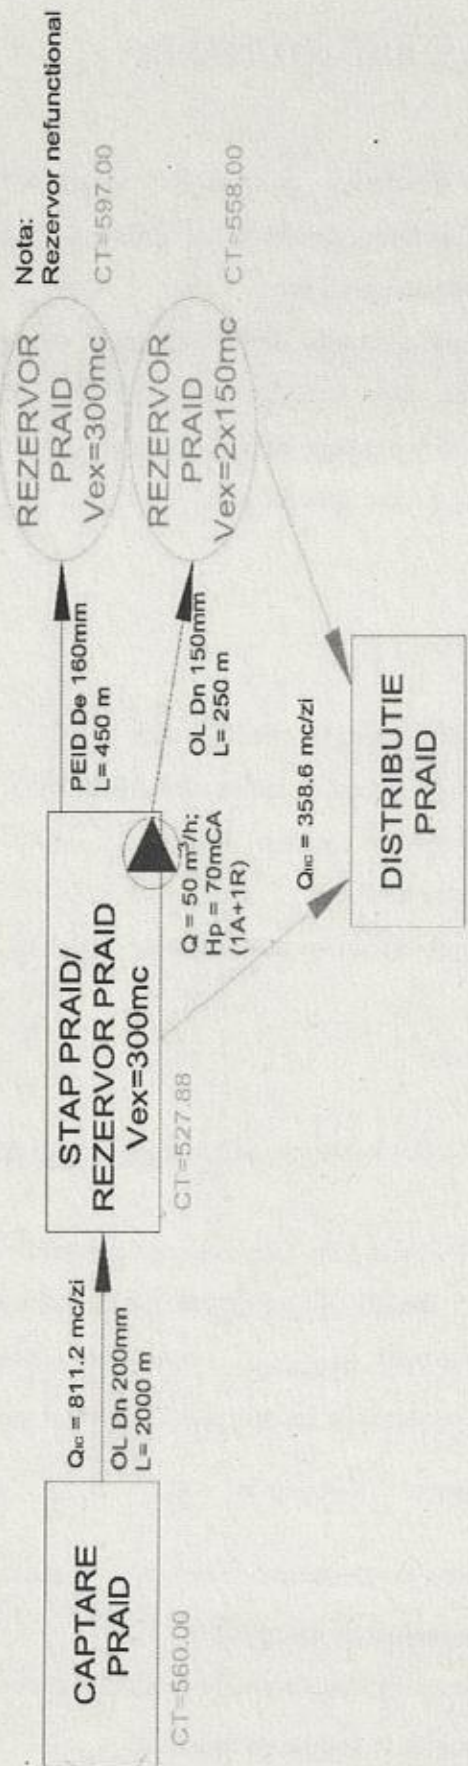 CAPTARE
PRAID
CT=560.00
QIC = 811.2 mc/zi
OL Dn 200mm
L= 2000 m
STAP PRAID/
REZERVOR PRAID
Vex=300mc
CT=527.88
Q = 50 m³/h;
Hp = 70mCA
(1A+1R)
PEID De 160mm
L= 450 m
OL Dn 150mm
L= 250 m
Nota:
Rezervor nefunctional
REZERVOR
PRAID
Vex=300mc
CT=597.00
REZERVOR
PRAID
Vex=2x150mc
CT=558.00
QIIC = 358.6 mc/zi
DISTRIBUTIE
PRAID